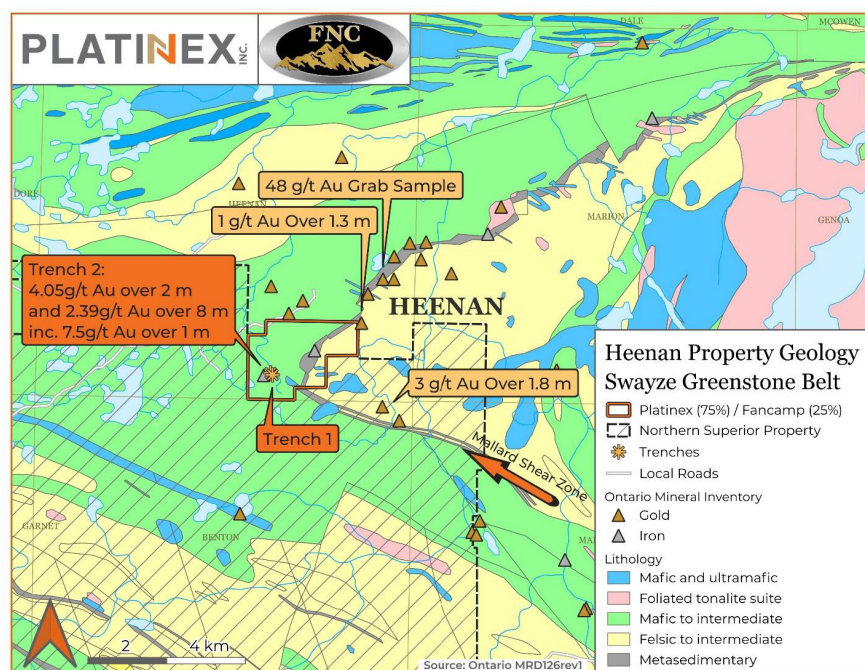 PLATINEX INC.
FNC
DALE
MCOWEN
DORE
HEENAN
48 g/t Au Grab Sample
1 g/t Au Over 1.3 m
MARION
GENOA
Trench 2:
4.05g/t Au over 2 m
and 2.39g/t Au over 8 m
inc. 7.5g/t Au over 1 m
HEENAN
3 g/t Au Over 1.8 m
Trench 1
Mallard Shear Zone
GARNET
BENTON
Heenan Property Geology
Swayze Greenstone Belt
Platinex (75%) / Fancamp (25%)
Northern Superior Property
Trenches
Local Roads
Ontario Mineral Inventory
Gold
Iron
Lithology
Mafic and ultramafic
Foliated tonalite suite
Mafic to intermediate
Felsic to intermediate
Metasedimentary
2 4 km
Source: Ontario MRD126rev1